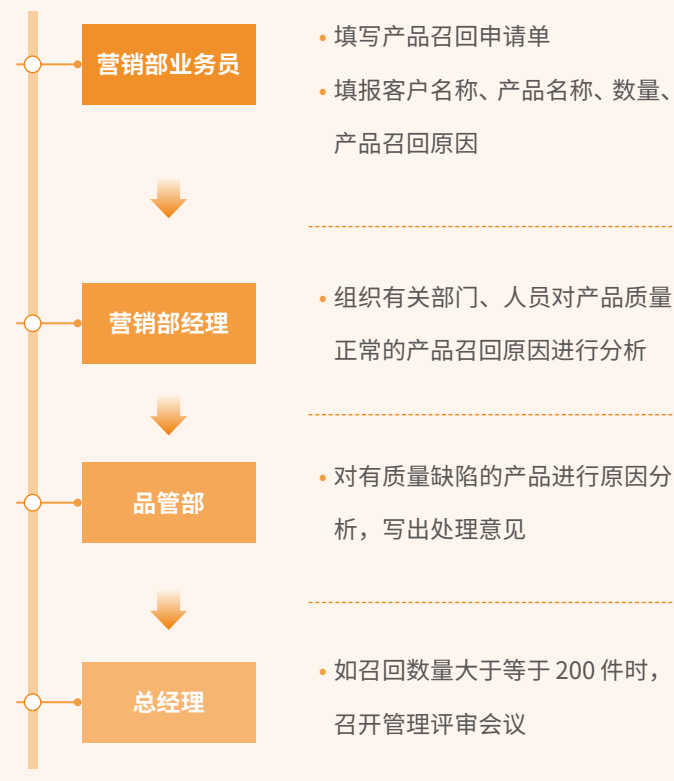 营销部业务员
• 填写产品召回申请单
• 填报客户名称、产品名称、数量、
产品召回原因
营销部经理
• 组织有关部门、人员对产品质量
正常的产品召回原因进行分析
品管部
• 对有质量缺陷的产品进行原因分
析，写出处理意见
总经理
• 如召回数量大于等于 200 件时，
召开管理评审会议